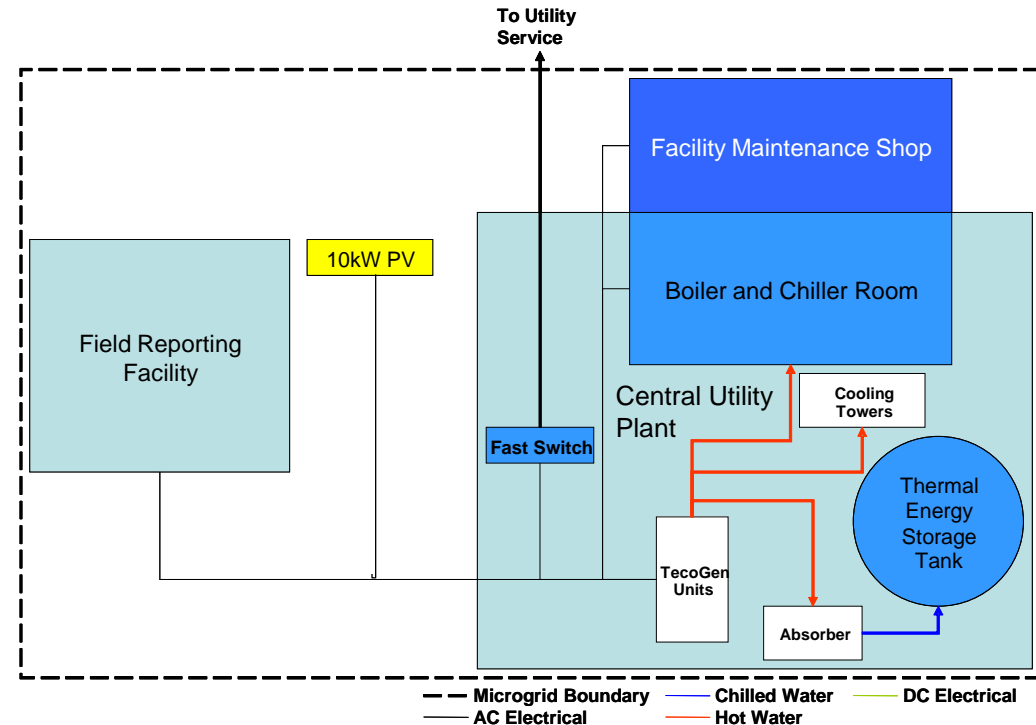 To Utility
Service
Facility Maintenance Shop
10kW PV
Boiler and Chiller Room
Field Reporting
Facility
Central Utility
Plant
Cooling
Towers
Fast Switch
Thermal
Energy
Storage
Tank
TecoGen
Units
Absorber
Microgrid Boundary
Chilled Water
DC Electrical
AC Electrical
Hot Water